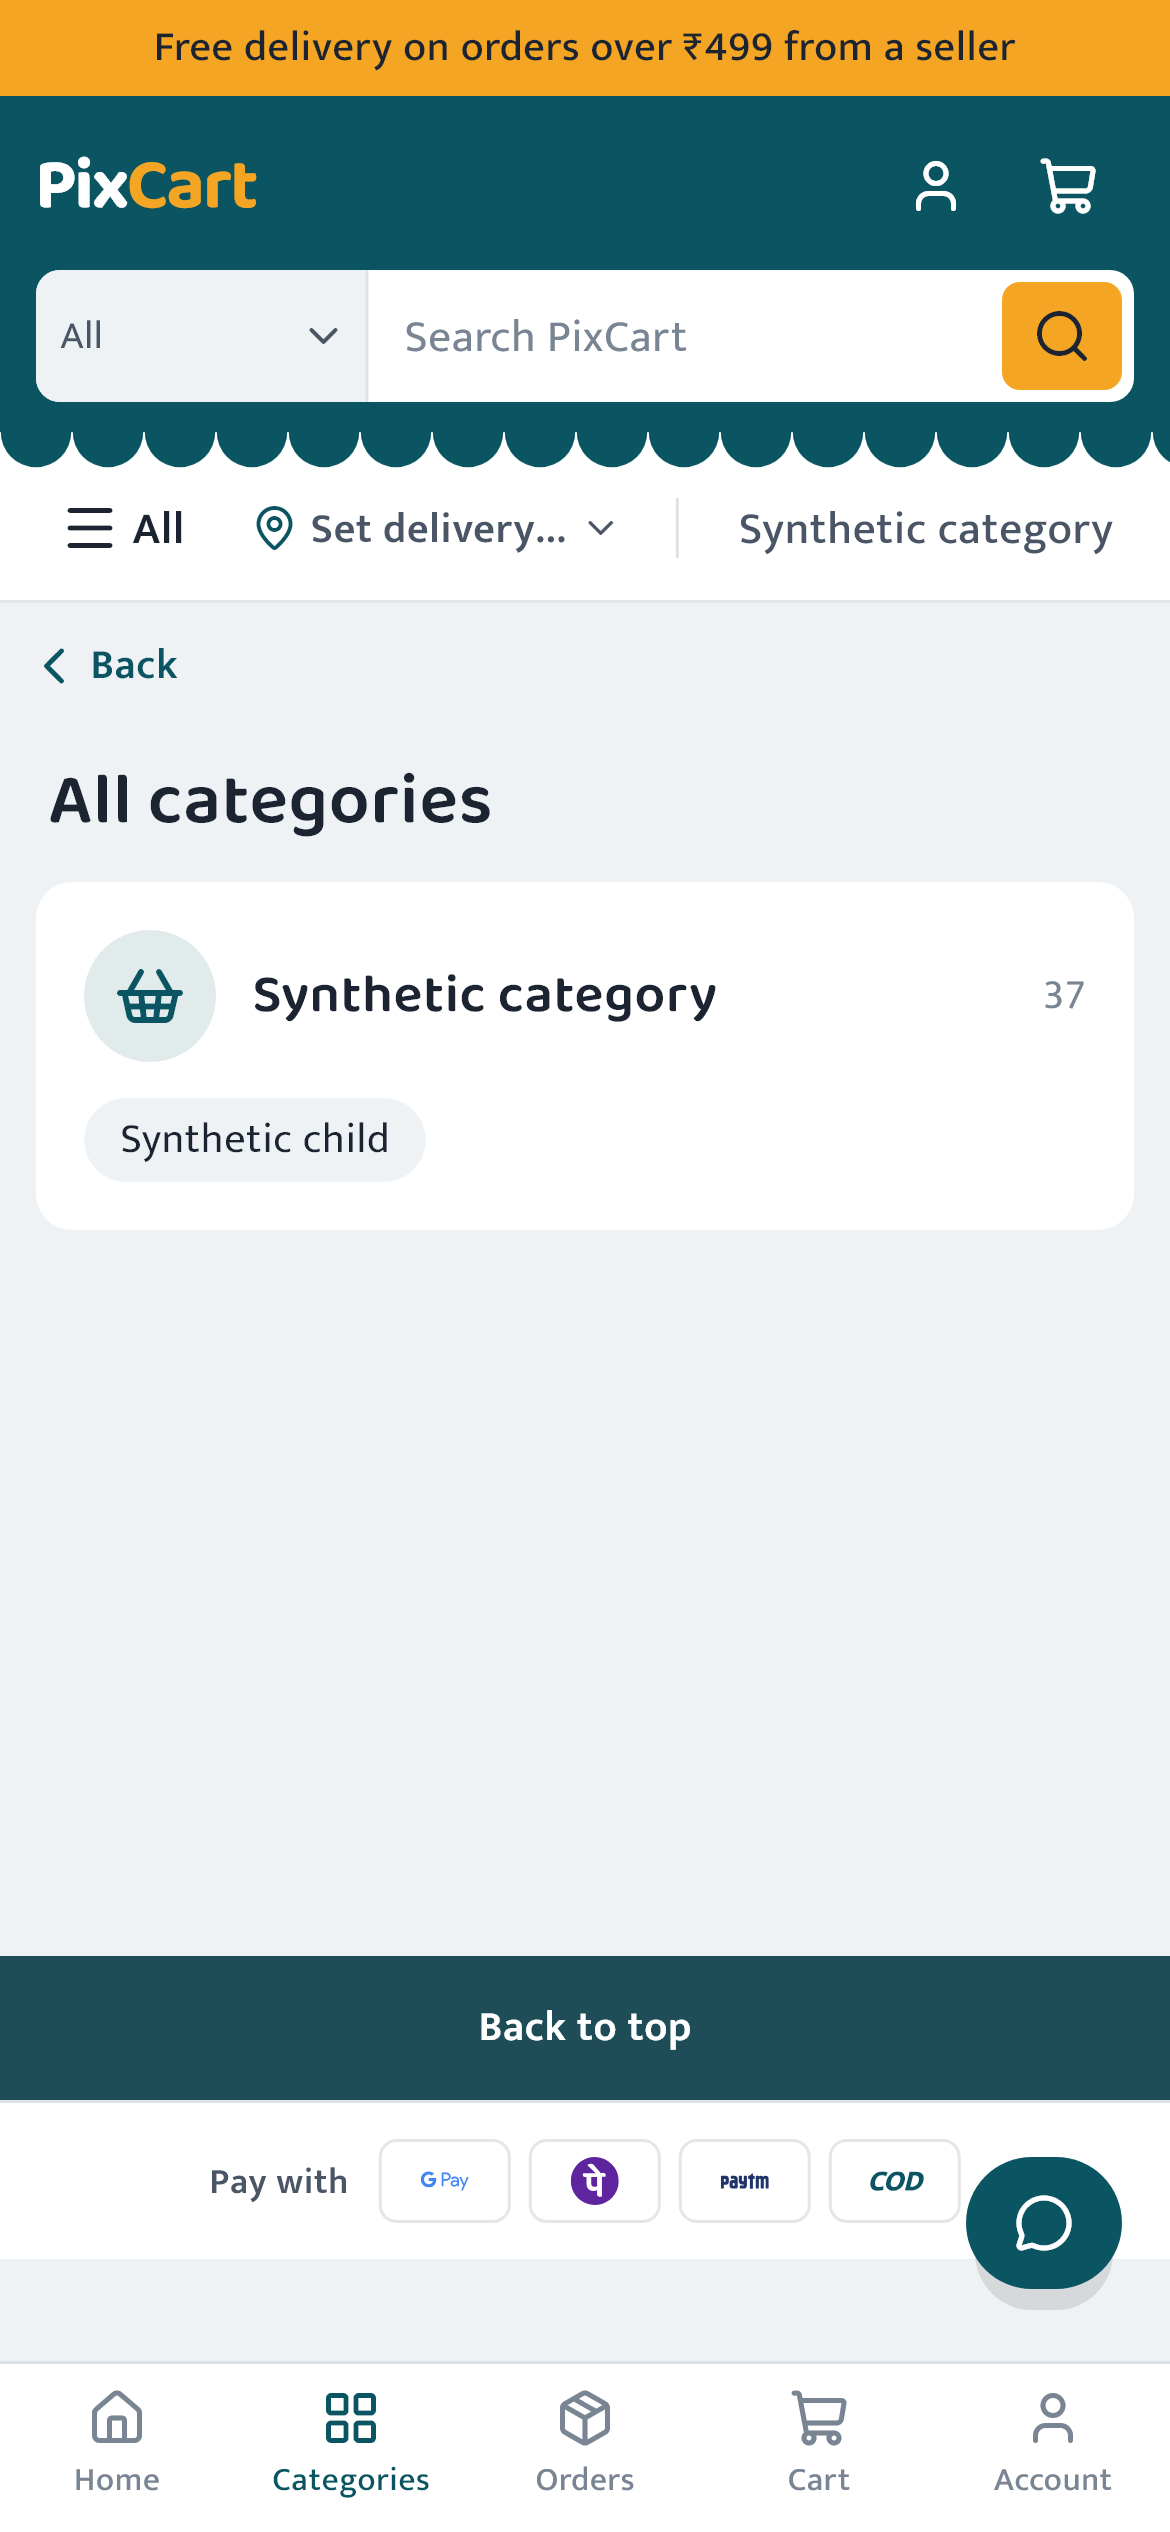 Free delivery on orders over ₹499 from a seller
PixCart
All
Search PixCart
All
Set delivery...
Synthetic category
Back
All categories
Synthetic category
37
Synthetic child
Back to top
Pay with
G Pay
पे
paytm
COD
Home
Categories
Orders
Cart
Account